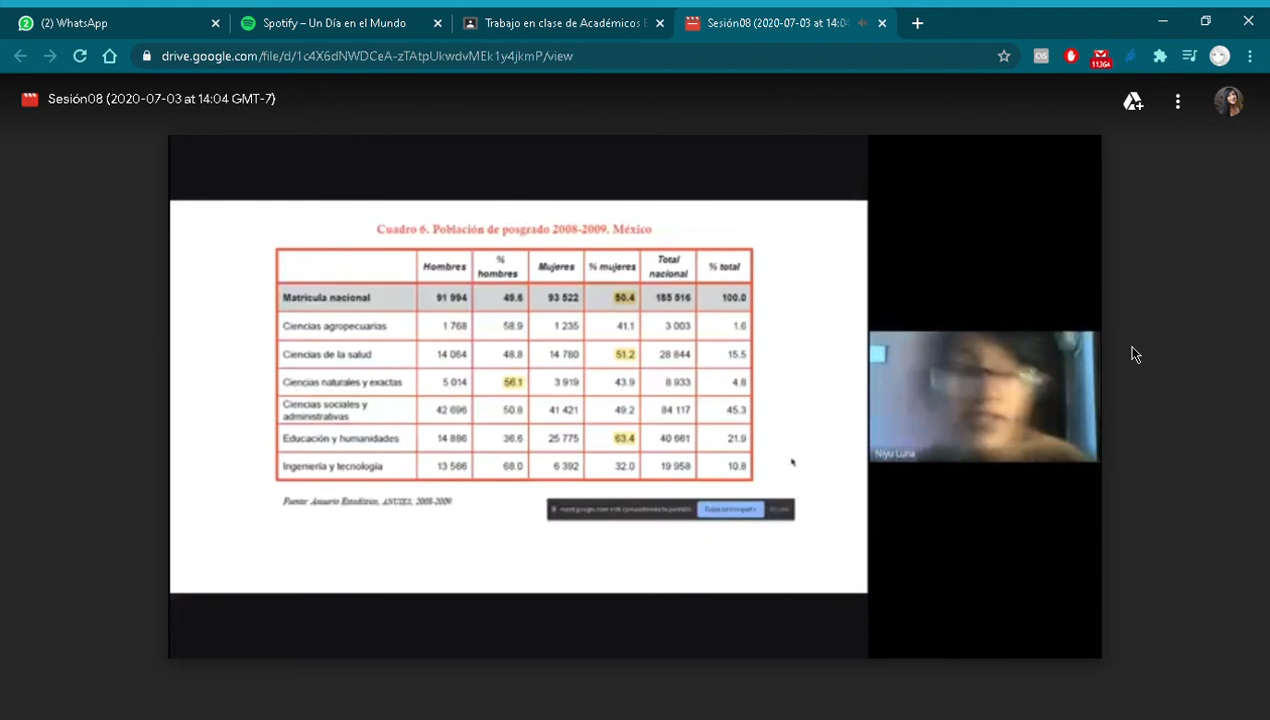 (2) WhatsApp
Spotify – Un Día en el Mundo
Trabajo en clase de Académicos E
Sesión08 (2020-07-03 at 14:04
drive.google.com/file/d/1c4X6dNWDCeA-zTAtpUkwdvMEk1y4jkmP/view
11364
Sesión08 (2020-07-03 at 14:04 GMT-7)
Cuadro 6. Población de posgrado 2008-2009. México
Hombres % hombres Mujeres % mujeres Total nacional % total
Matrícula nacional 91 994 49.6 93 522 50.4 185 516 100.0
Ciencias agropecuarias 1 768 58.9 1 235 41.1 3 003 1.6
Ciencias de la salud 14 064 48.8 14 780 51.2 28 844 15.5
Ciencias naturales y exactas 5 014 56.1 3 919 43.9 8 933 4.8
Ciencias sociales y administrativas 42 696 50.8 41 421 49.2 84 117 45.3
Educación y humanidades 14 886 36.6 25 775 63.4 40 661 21.9
Ingeniería y tecnología 13 566 68.0 6 392 32.0 19 958 10.8
Fuente: Anuario Estadístico, ANUIES, 2008-2009
Niyu Luna